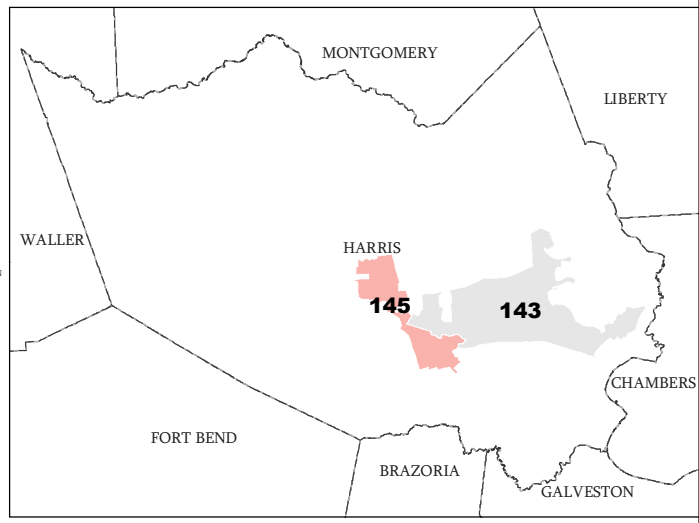 MONTGOMERY
LIBERTY
WALLER
HARRIS
145
143
CHAMBERS
FORT BEND
BRAZORIA
GALVESTON